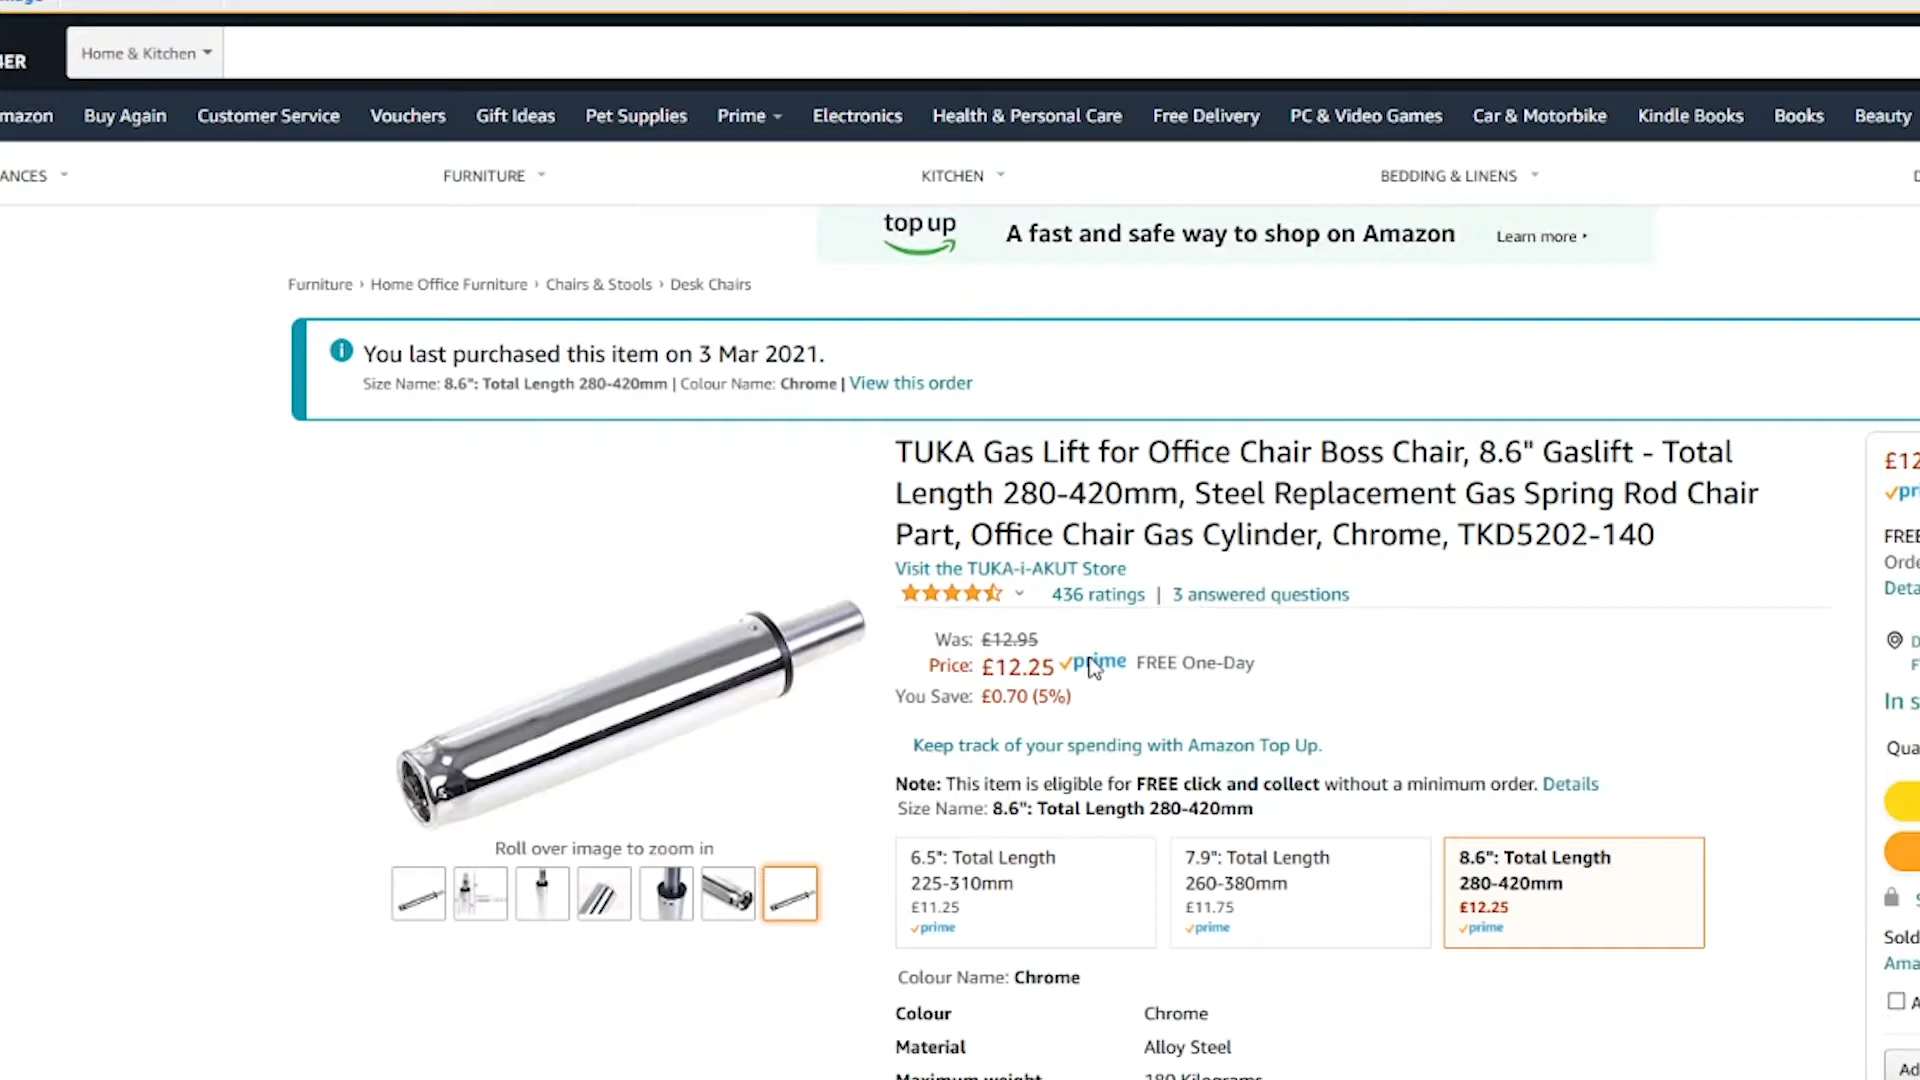 Home & Kitchen
Buy Again
Customer Service
Vouchers
Gift Ideas
Pet Supplies
Prime
Electronics
Health & Personal Care
Free Delivery
PC & Video Games
Car & Motorbike
Kindle Books
Books
Beauty
FURNITURE
KITCHEN
BEDDING & LINENS
top up
A fast and safe way to shop on Amazon
Learn more
Furniture › Home Office Furniture › Chairs & Stools › Desk Chairs
You last purchased this item on 3 Mar 2021.
Size Name: 8.6": Total Length 280-420mm | Colour Name: Chrome | View this order
TUKA Gas Lift for Office Chair Boss Chair, 8.6" Gaslift - Total
Length 280-420mm, Steel Replacement Gas Spring Rod Chair
Part, Office Chair Gas Cylinder, Chrome, TKD5202-140
Visit the TUKA-i-AKUT Store
436 ratings | 3 answered questions
Was: £12.95
Price: £12.25 prime FREE One-Day
You Save: £0.70 (5%)
Keep track of your spending with Amazon Top Up.
Note: This item is eligible for FREE click and collect without a minimum order. Details
Size Name: 8.6": Total Length 280-420mm
6.5": Total Length
225-310mm
£11.25
prime
7.9": Total Length
260-380mm
£11.75
prime
8.6": Total Length
280-420mm
£12.25
prime
Colour Name: Chrome
Colour Chrome
Material Alloy Steel
Roll over image to zoom in